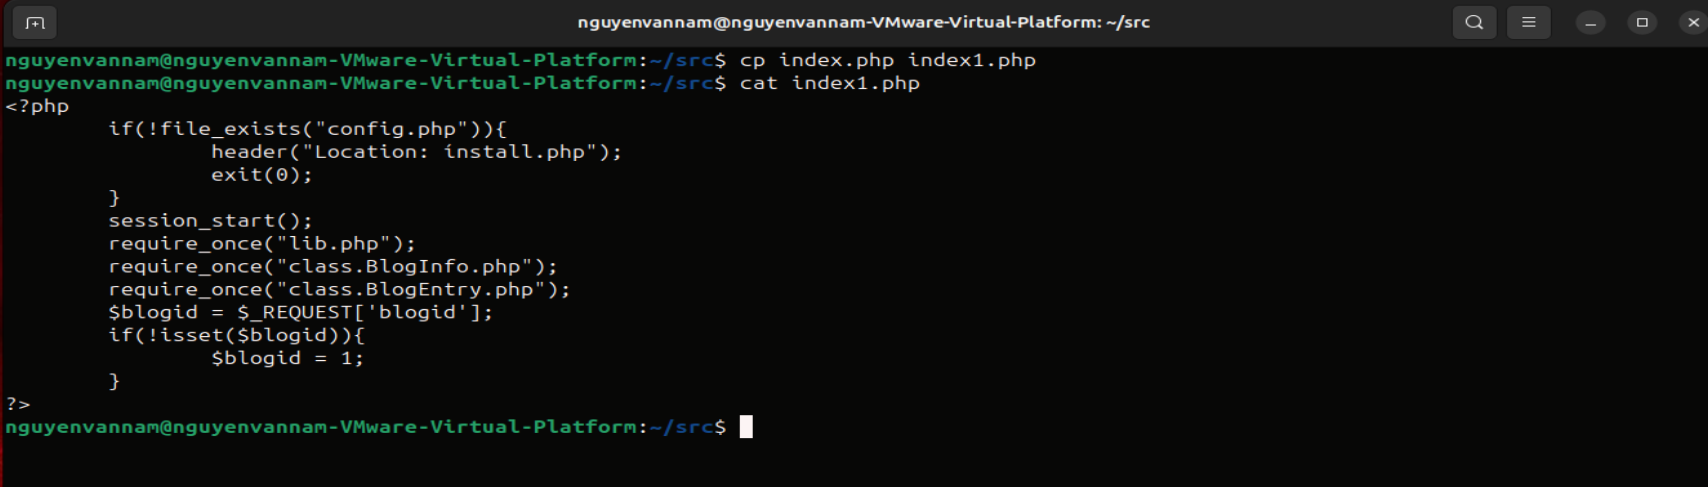 nguyenvannam@nguyenvannam-VMware-Virtual-Platform: ~/src
nguyenvannam@nguyenvannam-VMware-Virtual-Platform:~/src$ cp index.php index1.php
nguyenvannam@nguyenvannam-VMware-Virtual-Platform:~/src$ cat index1.php
<?php
        if(!file_exists("config.php")){
                header("Location: install.php");
                exit(0);
        }
        session_start();
        require_once("lib.php");
        require_once("class.BlogInfo.php");
        require_once("class.BlogEntry.php");
        $blogid = $_REQUEST['blogid'];
        if(!isset($blogid)){
                $blogid = 1;
        }
?>
nguyenvannam@nguyenvannam-VMware-Virtual-Platform:~/src$